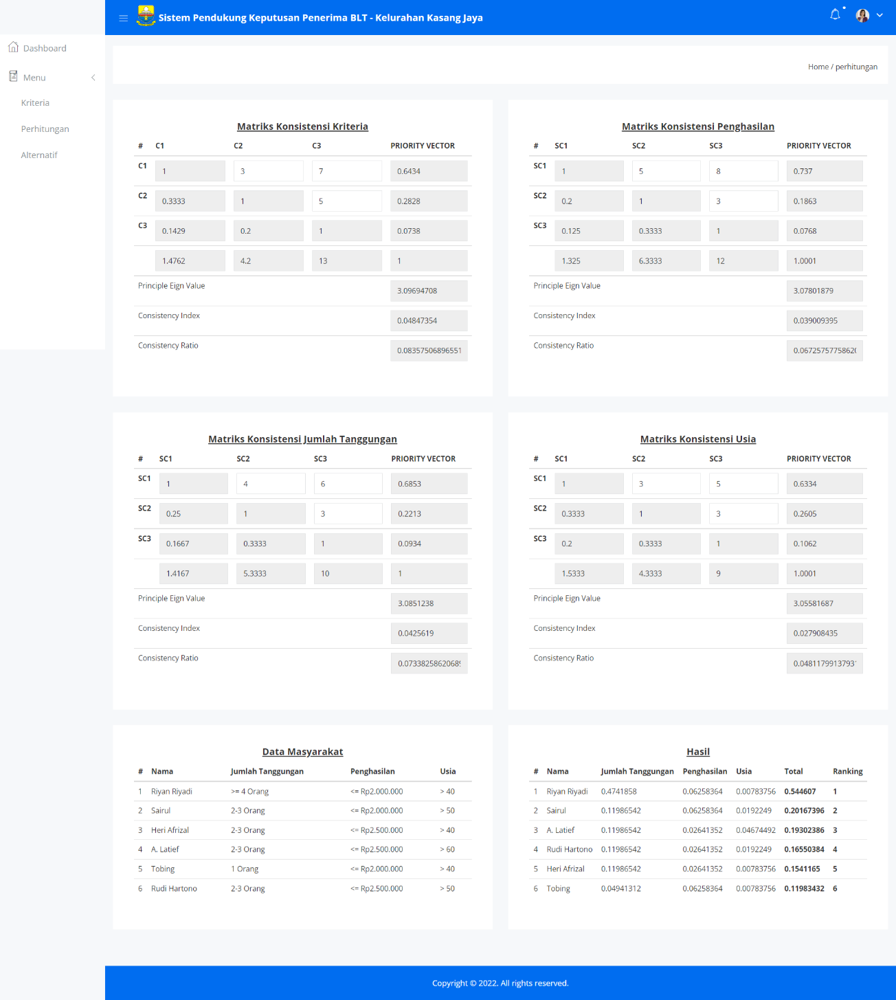 Sistem Pendukung Keputusan Penerima BLT - Kelurahan Kasang Jaya
Dashboard
Menu
Kriteria
Perhitungan
Alternatif
Home / perhitungan
Matriks Konsistensi Kriteria
# C1 C2 C3 PRIORITY VECTOR
C1 1 3 7 0.6434
C2 0.3333 1 5 0.2828
C3 0.1429 0.2 1 0.0738
1.4762 4.2 13 1
Principle Eign Value 3.09694708
Consistency Index 0.04847354
Consistency Ratio 0.08357506896551
Matriks Konsistensi Penghasilan
# SC1 SC2 SC3 PRIORITY VECTOR
SC1 1 5 8 0.737
SC2 0.2 1 3 0.1863
SC3 0.125 0.3333 1 0.0768
1.325 6.3333 12 1.0001
Principle Eign Value 3.07801879
Consistency Index 0.039009395
Consistency Ratio 0.0672575775862
Matriks Konsistensi Jumlah Tanggungan
# SC1 SC2 SC3 PRIORITY VECTOR
SC1 1 4 6 0.6853
SC2 0.25 1 3 0.2213
SC3 0.1667 0.3333 1 0.0934
1.4167 5.3333 10 1
Principle Eign Value 3.0851238
Consistency Index 0.0425619
Consistency Ratio 0.0733825862068
Matriks Konsistensi Usia
# SC1 SC2 SC3 PRIORITY VECTOR
SC1 1 3 5 0.6334
SC2 0.3333 1 3 0.2605
SC3 0.2 0.3333 1 0.1062
1.5333 4.3333 9 1.0001
Principle Eign Value 3.05581687
Consistency Index 0.027908435
Consistency Ratio 0.0481179913793
Data Masyarakat
# Nama Jumlah Tanggungan Penghasilan Usia
1 Riyan Riyadi >= 4 Orang <= Rp2.000.000 > 40
2 Sairul 2-3 Orang <= Rp2.000.000 > 50
3 Heri Afrizal 2-3 Orang <= Rp2.500.000 > 40
4 A. Latief 2-3 Orang <= Rp2.500.000 > 60
5 Tobing 1 Orang <= Rp2.000.000 > 40
6 Rudi Hartono 2-3 Orang <= Rp2.500.000 > 50
Hasil
# Nama Jumlah Tanggungan Penghasilan Usia Total Ranking
1 Riyan Riyadi 0.4741858 0.06258364 0.00783756 0.544607 1
2 Sairul 0.11986542 0.06258364 0.0192249 0.20167396 2
3 A. Latief 0.11986542 0.02641352 0.04674492 0.19302386 3
4 Rudi Hartono 0.11986542 0.02641352 0.0192249 0.16550384 4
5 Heri Afrizal 0.11986542 0.02641352 0.00783756 0.1541165 5
6 Tobing 0.04941312 0.06258364 0.00783756 0.11983432 6
Copyright © 2022. All rights reserved.